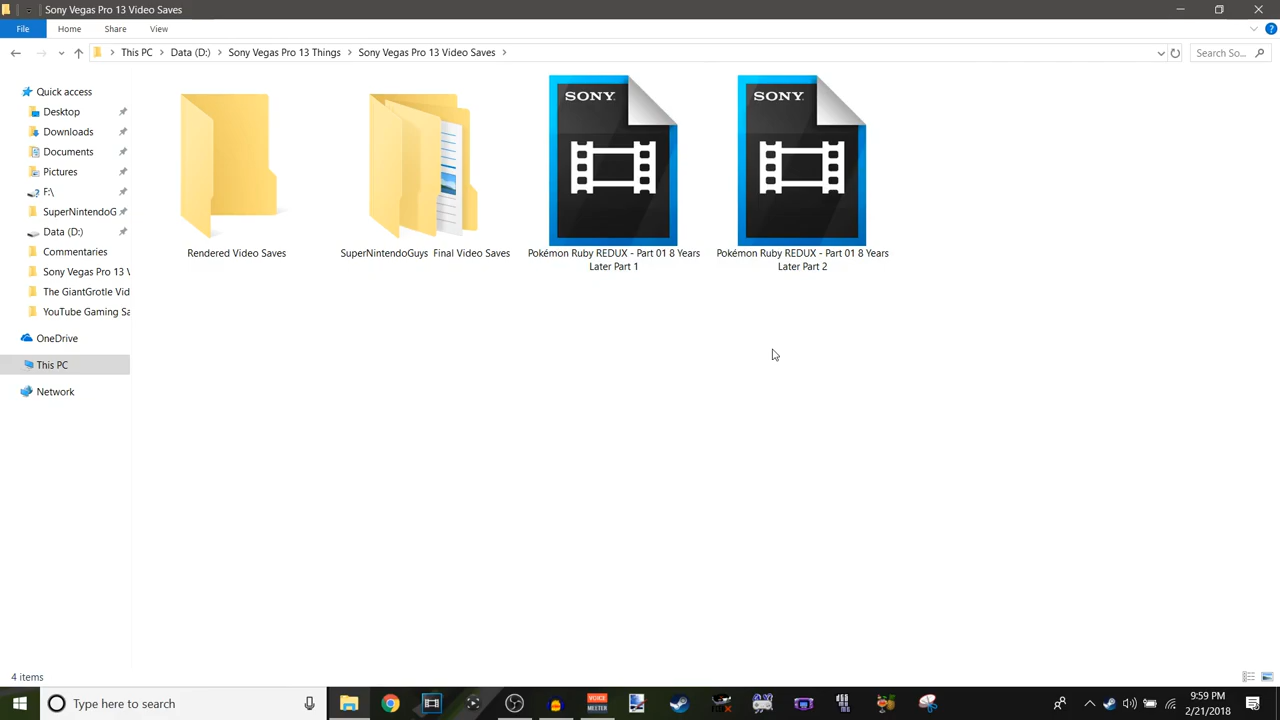 Sony Vegas Pro 13 Video Saves
File Home Share View
This PC Data (D:) Sony Vegas Pro 13 Things Sony Vegas Pro 13 Video Saves Search So...
Quick access
Desktop
Downloads
Documents
Pictures
F:\
SuperNintendoG
Data (D:)
Commentaries
Sony Vegas Pro 13 V
The GiantGrotle Vid
YouTube Gaming Sa
OneDrive
This PC
Network
SONY
SONY
Rendered Video Saves
SuperNintendoGuys Final Video Saves
Pokémon Ruby REDUX - Part 01 8 Years
Later Part 1
Pokémon Ruby REDUX - Part 01 8 Years
Later Part 2
4 items
Type here to search
VOICE
MEETER
9:59 PM
2/21/2018